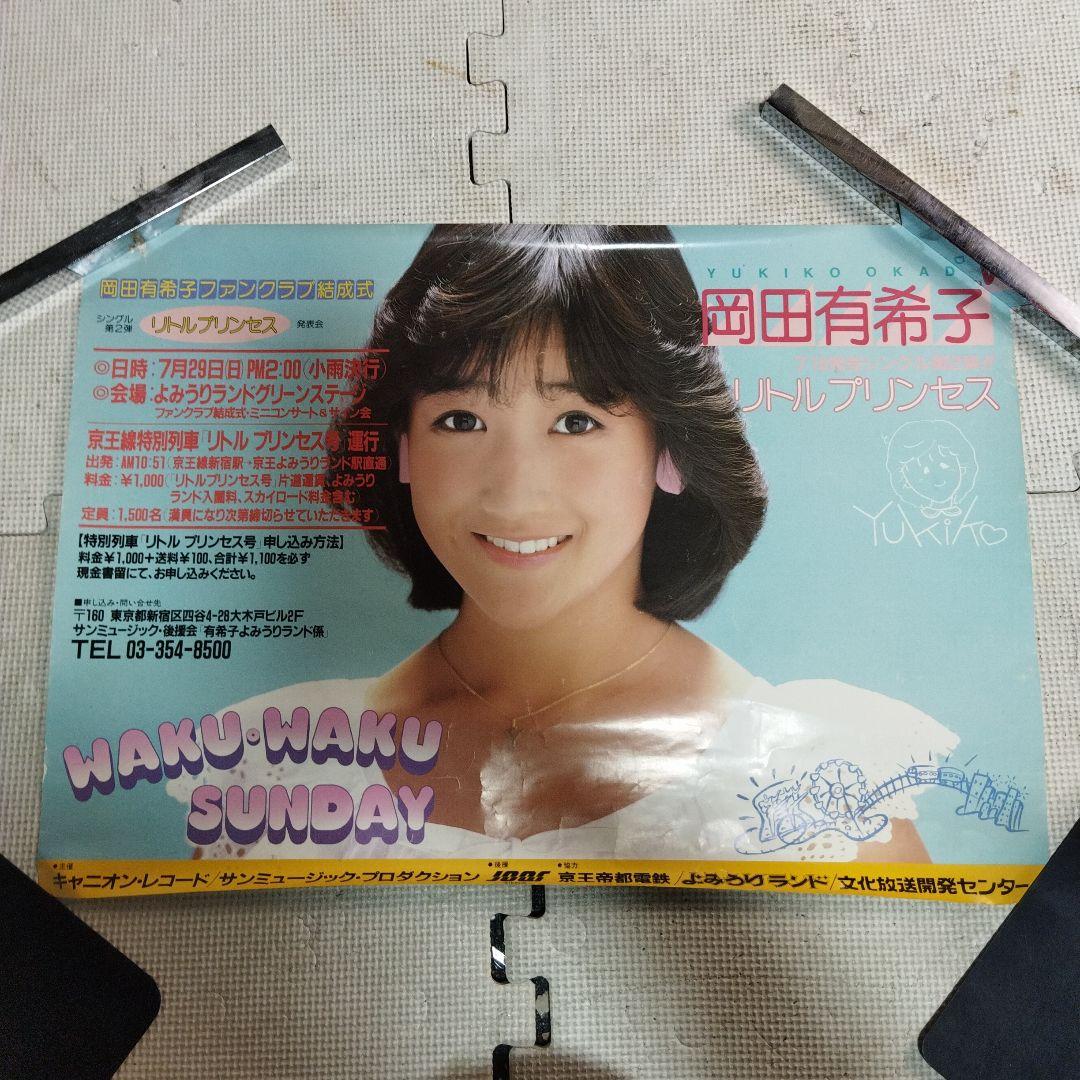 岡田有希子ファンクラブ結成式
シングル
第2弾
リトルプリンセス
発表会
◎日時:7月29日(日)PM2:00(小雨決行)
◎会場:よみうりランドグリーンステージ
ファンクラブ結成式・ミニコンサート&サイン会
京王線特別列車「リトル プリンセス号」運行
出発:AM10:51(京王線新宿駅→京王よみうりランド駅直通)
料金:¥1,000(「リトルプリンセス号」片道運賃、よみうり
ランド入園料、スカイロード料金含む)
定員:1,500名(満員になり次第締切らせていただきます)
【特別列車「リトル プリンセス号」申し込み方法】
料金¥1,000+送料¥100、合計¥1,100を必ず
現金書留にて、お申し込みください。
■申し込み・問い合せ先
〒160 東京都新宿区四谷4-28大木戸ビル2F
サンミュージック・後援会「有希子よみうりランド係」
TEL 03-354-8500
WAKU・WAKU
SUNDAY
YUKIKO OKADA
岡田有希子
リトルプリンセス
Yukiko
●主催
キャニオン・レコード/サンミュージック・プロダクション
●後援
●協力
京王帝都電鉄/よみうりランド/文化放送開発センター